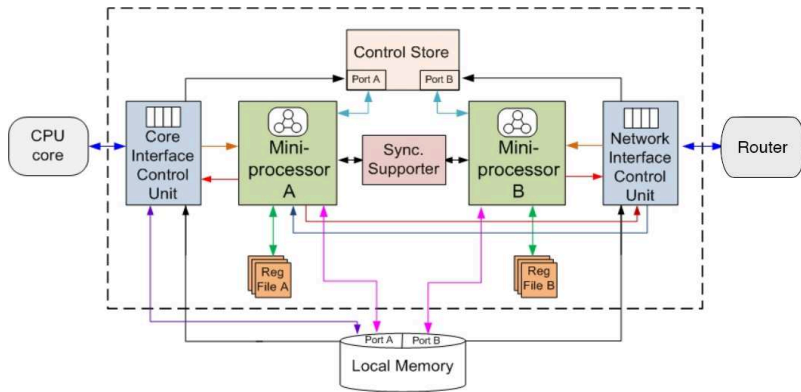 Control Store
Port A
Port B
CPU
core
Core
Interface
Control
Unit
Mini-
processor
A
Sync.
Supporter
Mini-
processor
B
Network
Interface
Control
Unit
Router
Reg
File A
Reg
File B
Port A
Port B
Local Memory